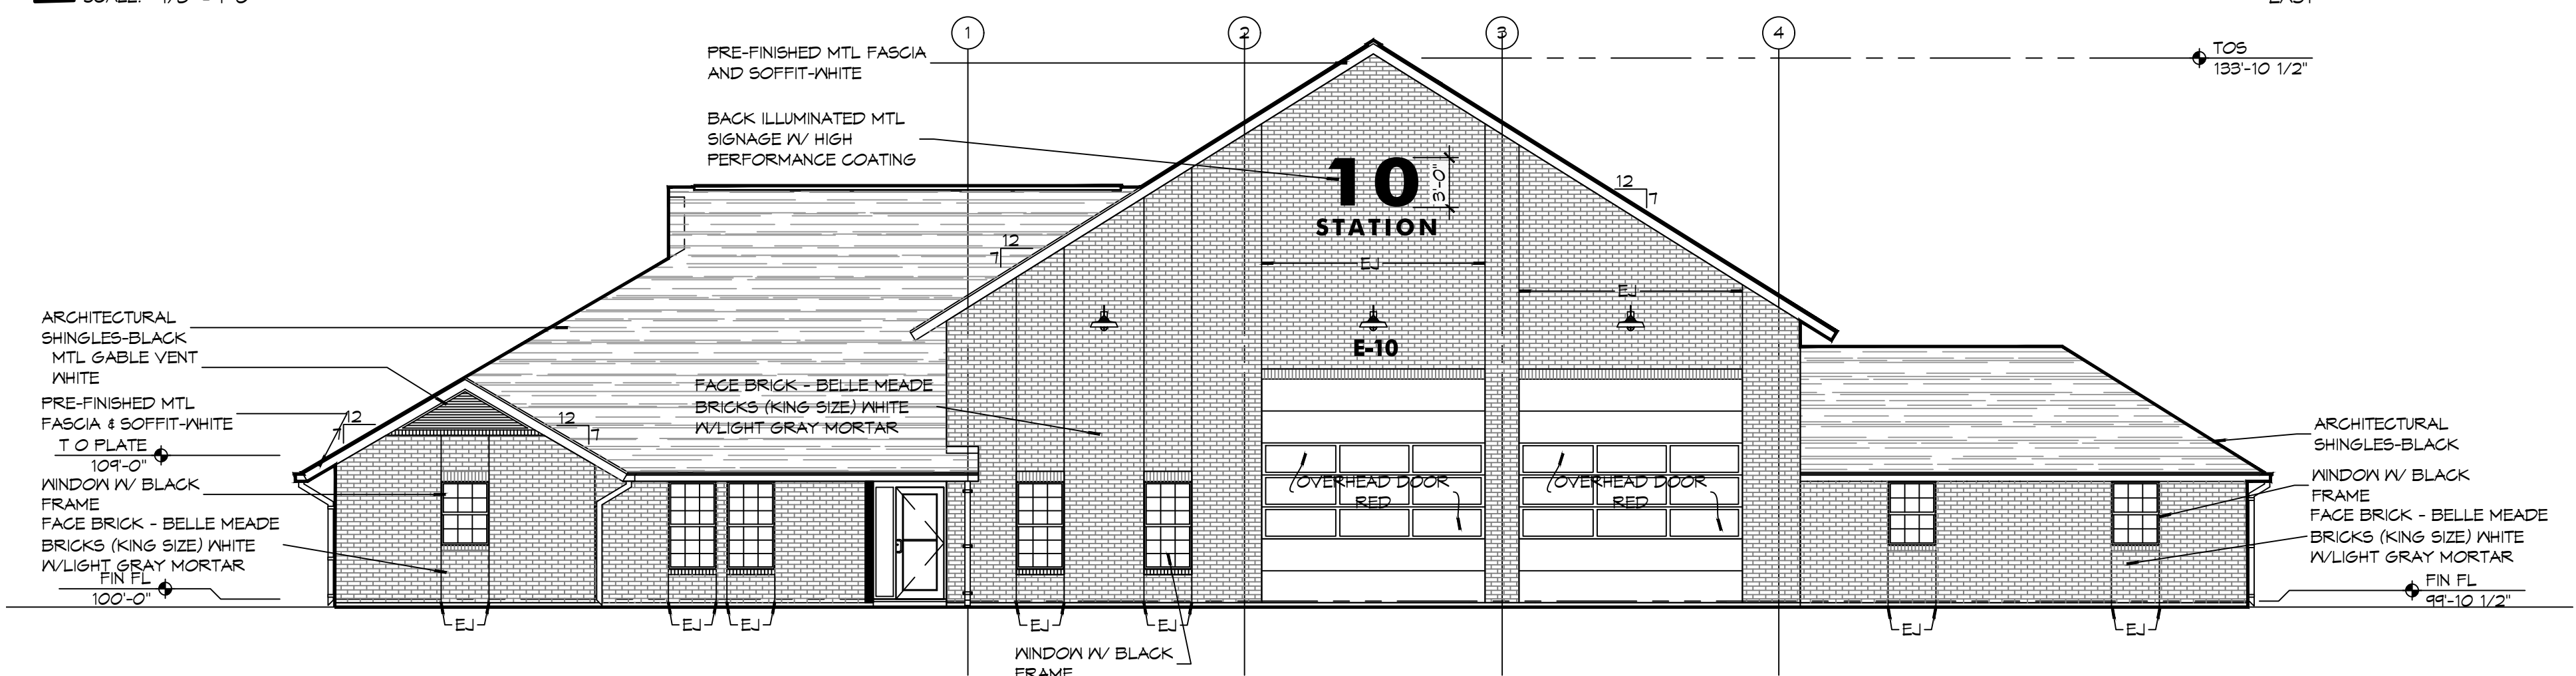 1
2
3
4
PRE-FINISHED MTL FASCIA
AND SOFFIT-WHITE
TOS
133'-10 1/2"
BACK ILLUMINATED MTL
SIGNAGE W/ HIGH
PERFORMANCE COATING
10
3'-0"
STATION
12
7
12
7
EJ
EJ
E-10
ARCHITECTURAL
SHINGLES-BLACK
MTL GABLE VENT
WHITE
PRE-FINISHED MTL
FASCIA & SOFFIT-WHITE
12
7
12
7
T O PLATE
109'-0"
WINDOW W/ BLACK
FRAME
FACE BRICK - BELLE MEADE
BRICKS (KING SIZE) WHITE
W/LIGHT GRAY MORTAR
FIN FL
100'-0"
FACE BRICK - BELLE MEADE
BRICKS (KING SIZE) WHITE
W/LIGHT GRAY MORTAR
OVERHEAD DOOR
RED
OVERHEAD DOOR
RED
ARCHITECTURAL
SHINGLES-BLACK
WINDOW W/ BLACK
FRAME
FACE BRICK - BELLE MEADE
BRICKS (KING SIZE) WHITE
W/LIGHT GRAY MORTAR
FIN FL
99'-10 1/2"
EJ
EJ
EJ
EJ
EJ
EJ
EJ
WINDOW W/ BLACK
FRAME